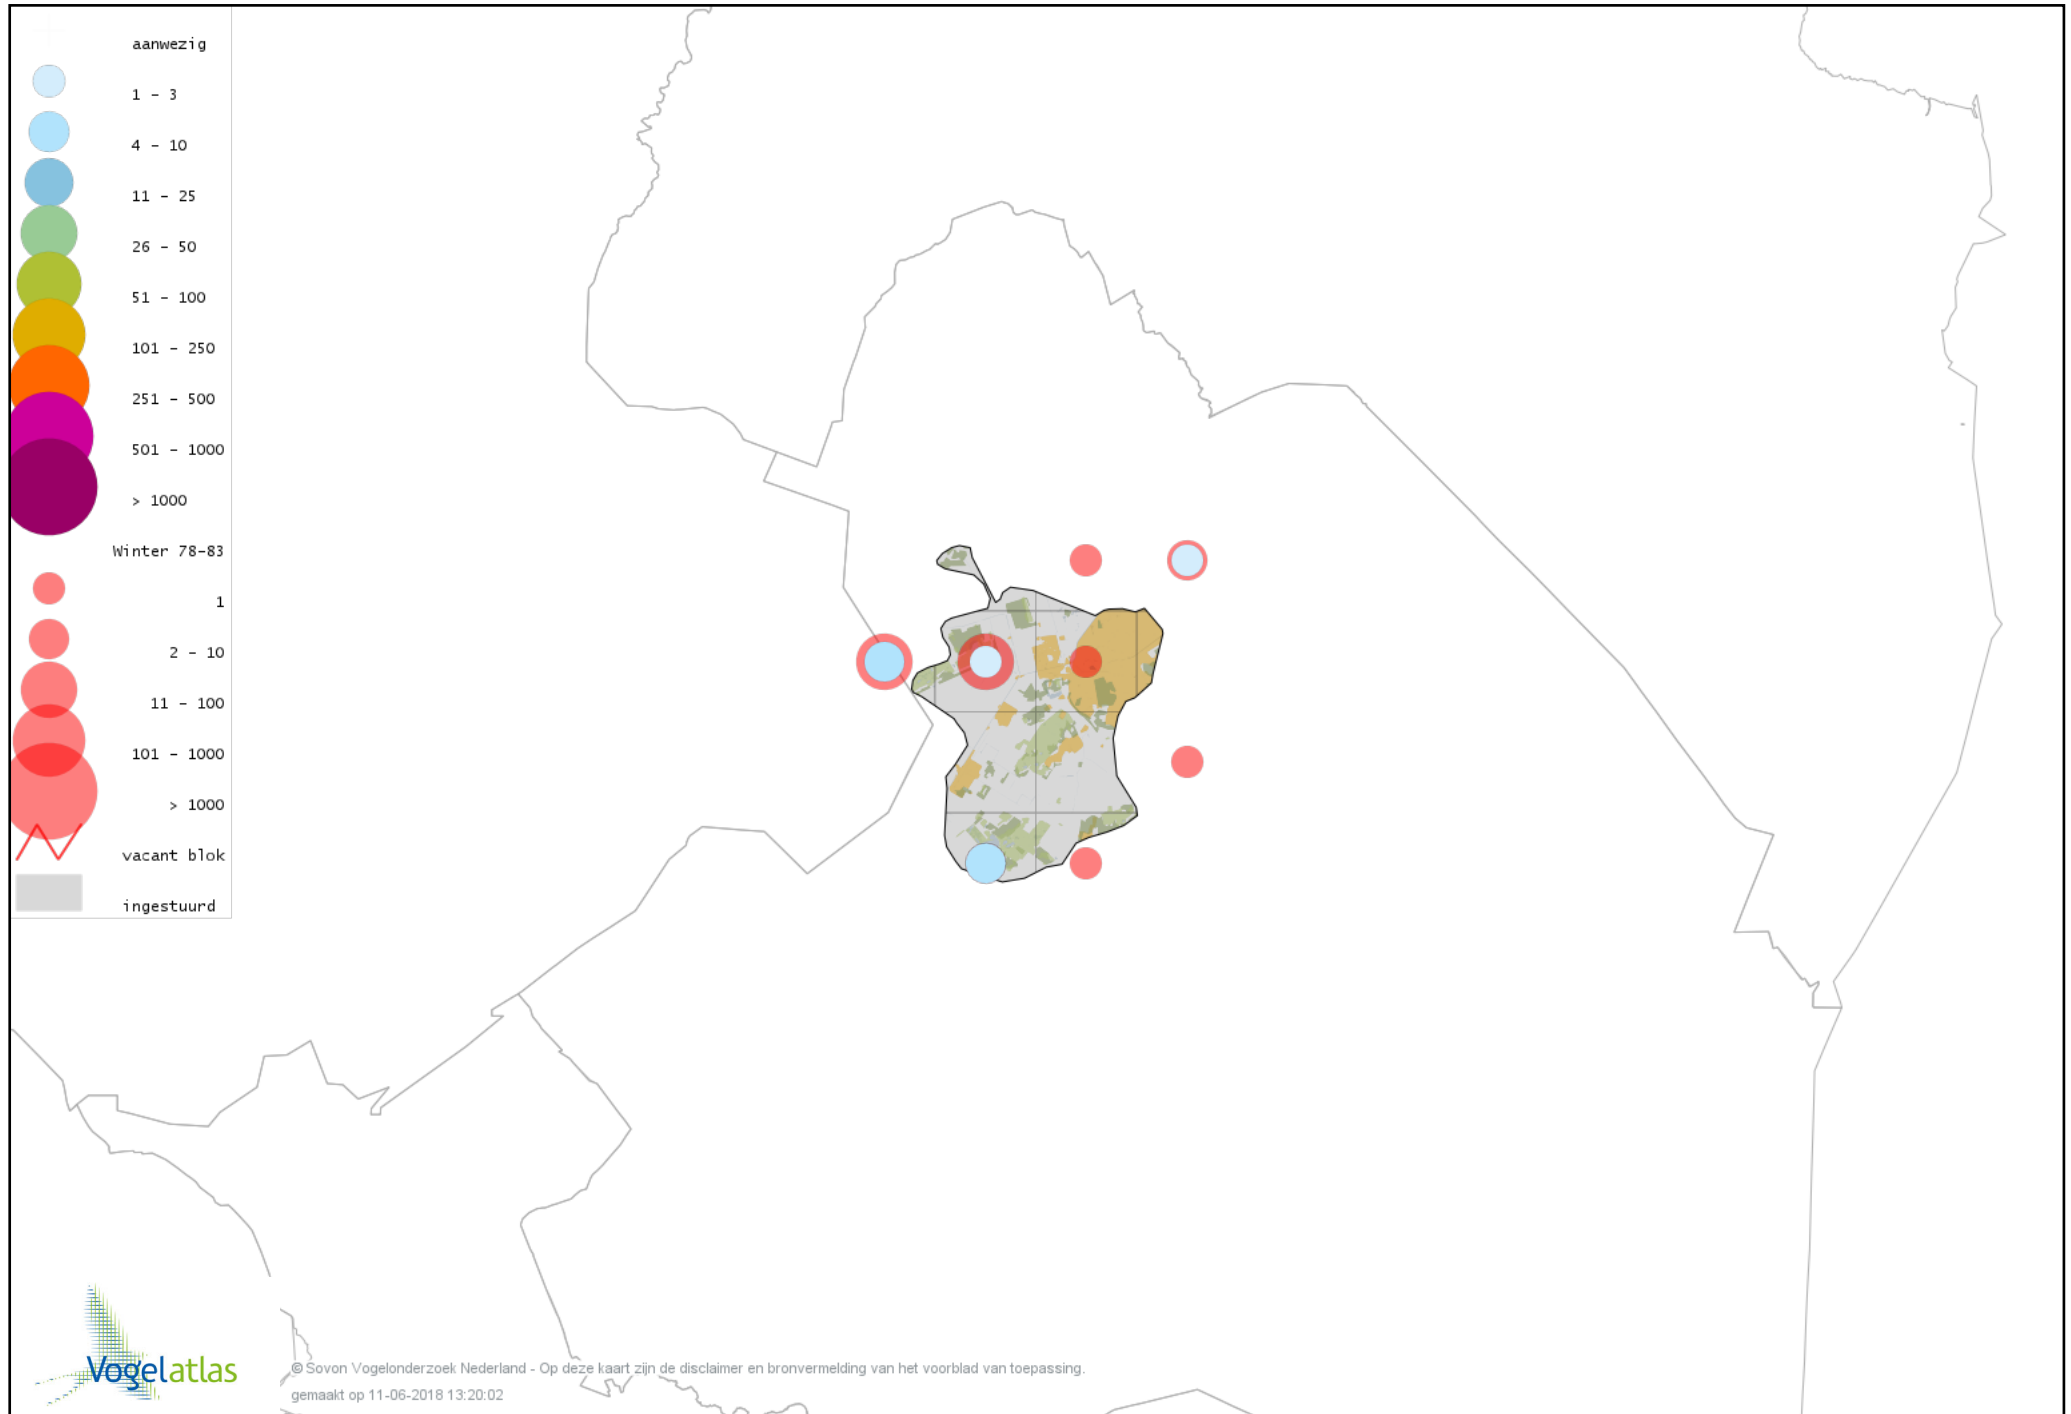 aanwezig
1 – 3
4 – 10
11 – 25
26 – 50
51 – 100
101 – 250
251 – 500
501 – 1000
> 1000
Winter 78-83
1
2 – 10
11 – 100
101 – 1000
> 1000
vacant blok
ingestuurd
Vogelatlas
© Sovon Vogelonderzoek Nederland - Op deze kaart zijn de disclaimer en bronvermelding van het voorblad van toepassing.
gemaakt op 11-06-2018 13:20:02